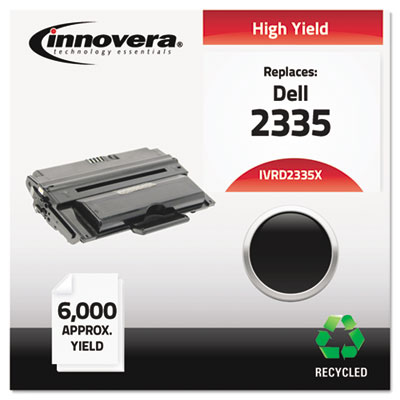 innovera
technology essentials
High Yield
Replaces:
Dell
2335
IVRD2335X
6,000
APPROX.
YIELD
RECYCLED